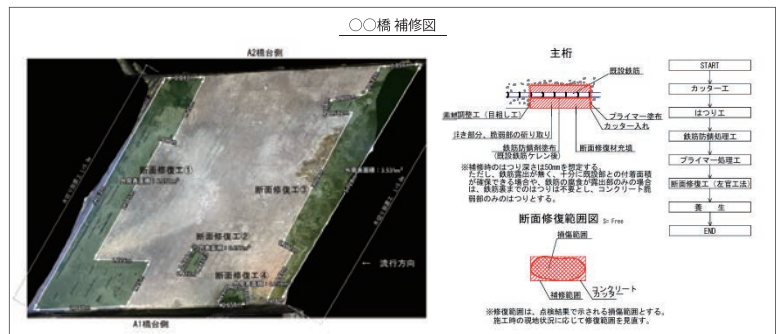 ○○橋 補修図
A2橋台側
断面修復工①
断面修復工③
断面修復工②
断面修復工④
← 流行方向
A1橋台側
主桁
既設鉄筋
素地調整工(目粗し工)
プライマー塗布
カッター入れ
浮き部分、脆弱部の斫り取り
鉄筋防錆剤塗布
(既設鉄筋ケレン後)
断面修復材充填
※補修時のはつり深さは50mmを想定する。
ただし、鉄筋露出が無く、十分に既設部との付着面積
が確保できる場合や、鉄筋の腐食が露出部のみの場合
は、鉄筋裏までのはつりは不要とし、コンクリート脆
弱部のみのはつりとする。
断面修復範囲図 S=Free
損傷範囲
補修範囲
コンクリート
カッター
※修復範囲は、点検結果で示される損傷範囲とする。
施工時の現地状況に応じて修復範囲を見直す。
START
カッター工
はつり工
鉄筋防錆処理工
プライマー処理工
断面修復工(左官工法)
養 生
END